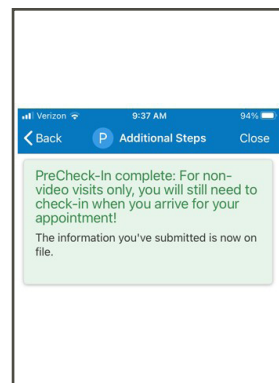 Verizon 9:37 AM 94%
Back P Additional Steps Close
PreCheck-In complete: For non-
video visits only, you will still need to
check-in when you arrive for your
appointment!
The information you've submitted is now on
file.